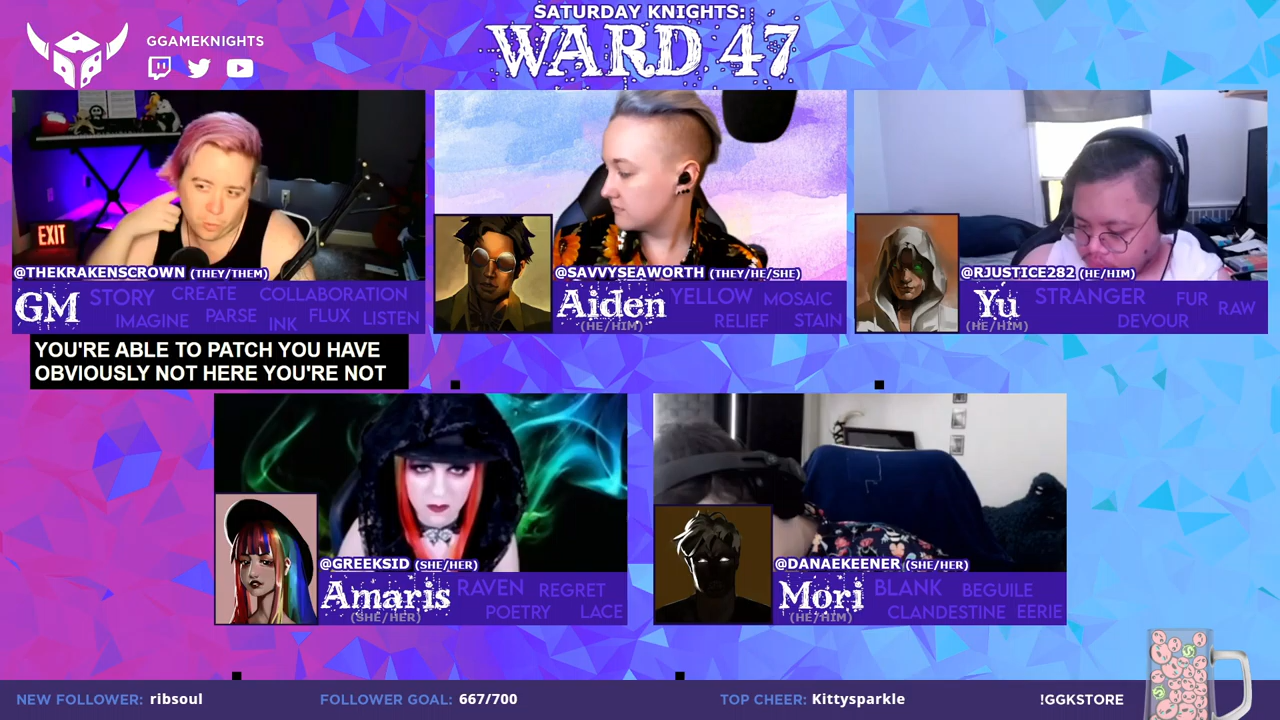 SATURDAY KNIGHTS:
WARD 47
GGAMEKNIGHTS
EXIT
@THEKRAKENSCROWN (THEY/THEM)
GM
STORY CREATE COLLABORATION
IMAGINE PARSE INK FLUX LISTEN
@SAVVYSEAWORTH (THEY/HE/SHE)
Aiden
(HE/HIM)
YELLOW MOSAIC
RELIEF STAIN
@RJUSTICE282 (HE/HIM)
Yu
(HE/HIM)
STRANGER FUR RAW
DEVOUR
YOU'RE ABLE TO PATCH YOU HAVE
OBVIOUSLY NOT HERE YOU'RE NOT
@GREEKSID (SHE/HER)
Amaris
(SHE/HER)
RAVEN REGRET
POETRY LACE
@DANAEKEENER (SHE/HER)
Mori
(HE/HIM)
BLANK BEGUILE
CLANDESTINE EERIE
NEW FOLLOWER: ribsoul
FOLLOWER GOAL: 667/700
TOP CHEER: Kittysparkle
!GGKSTORE